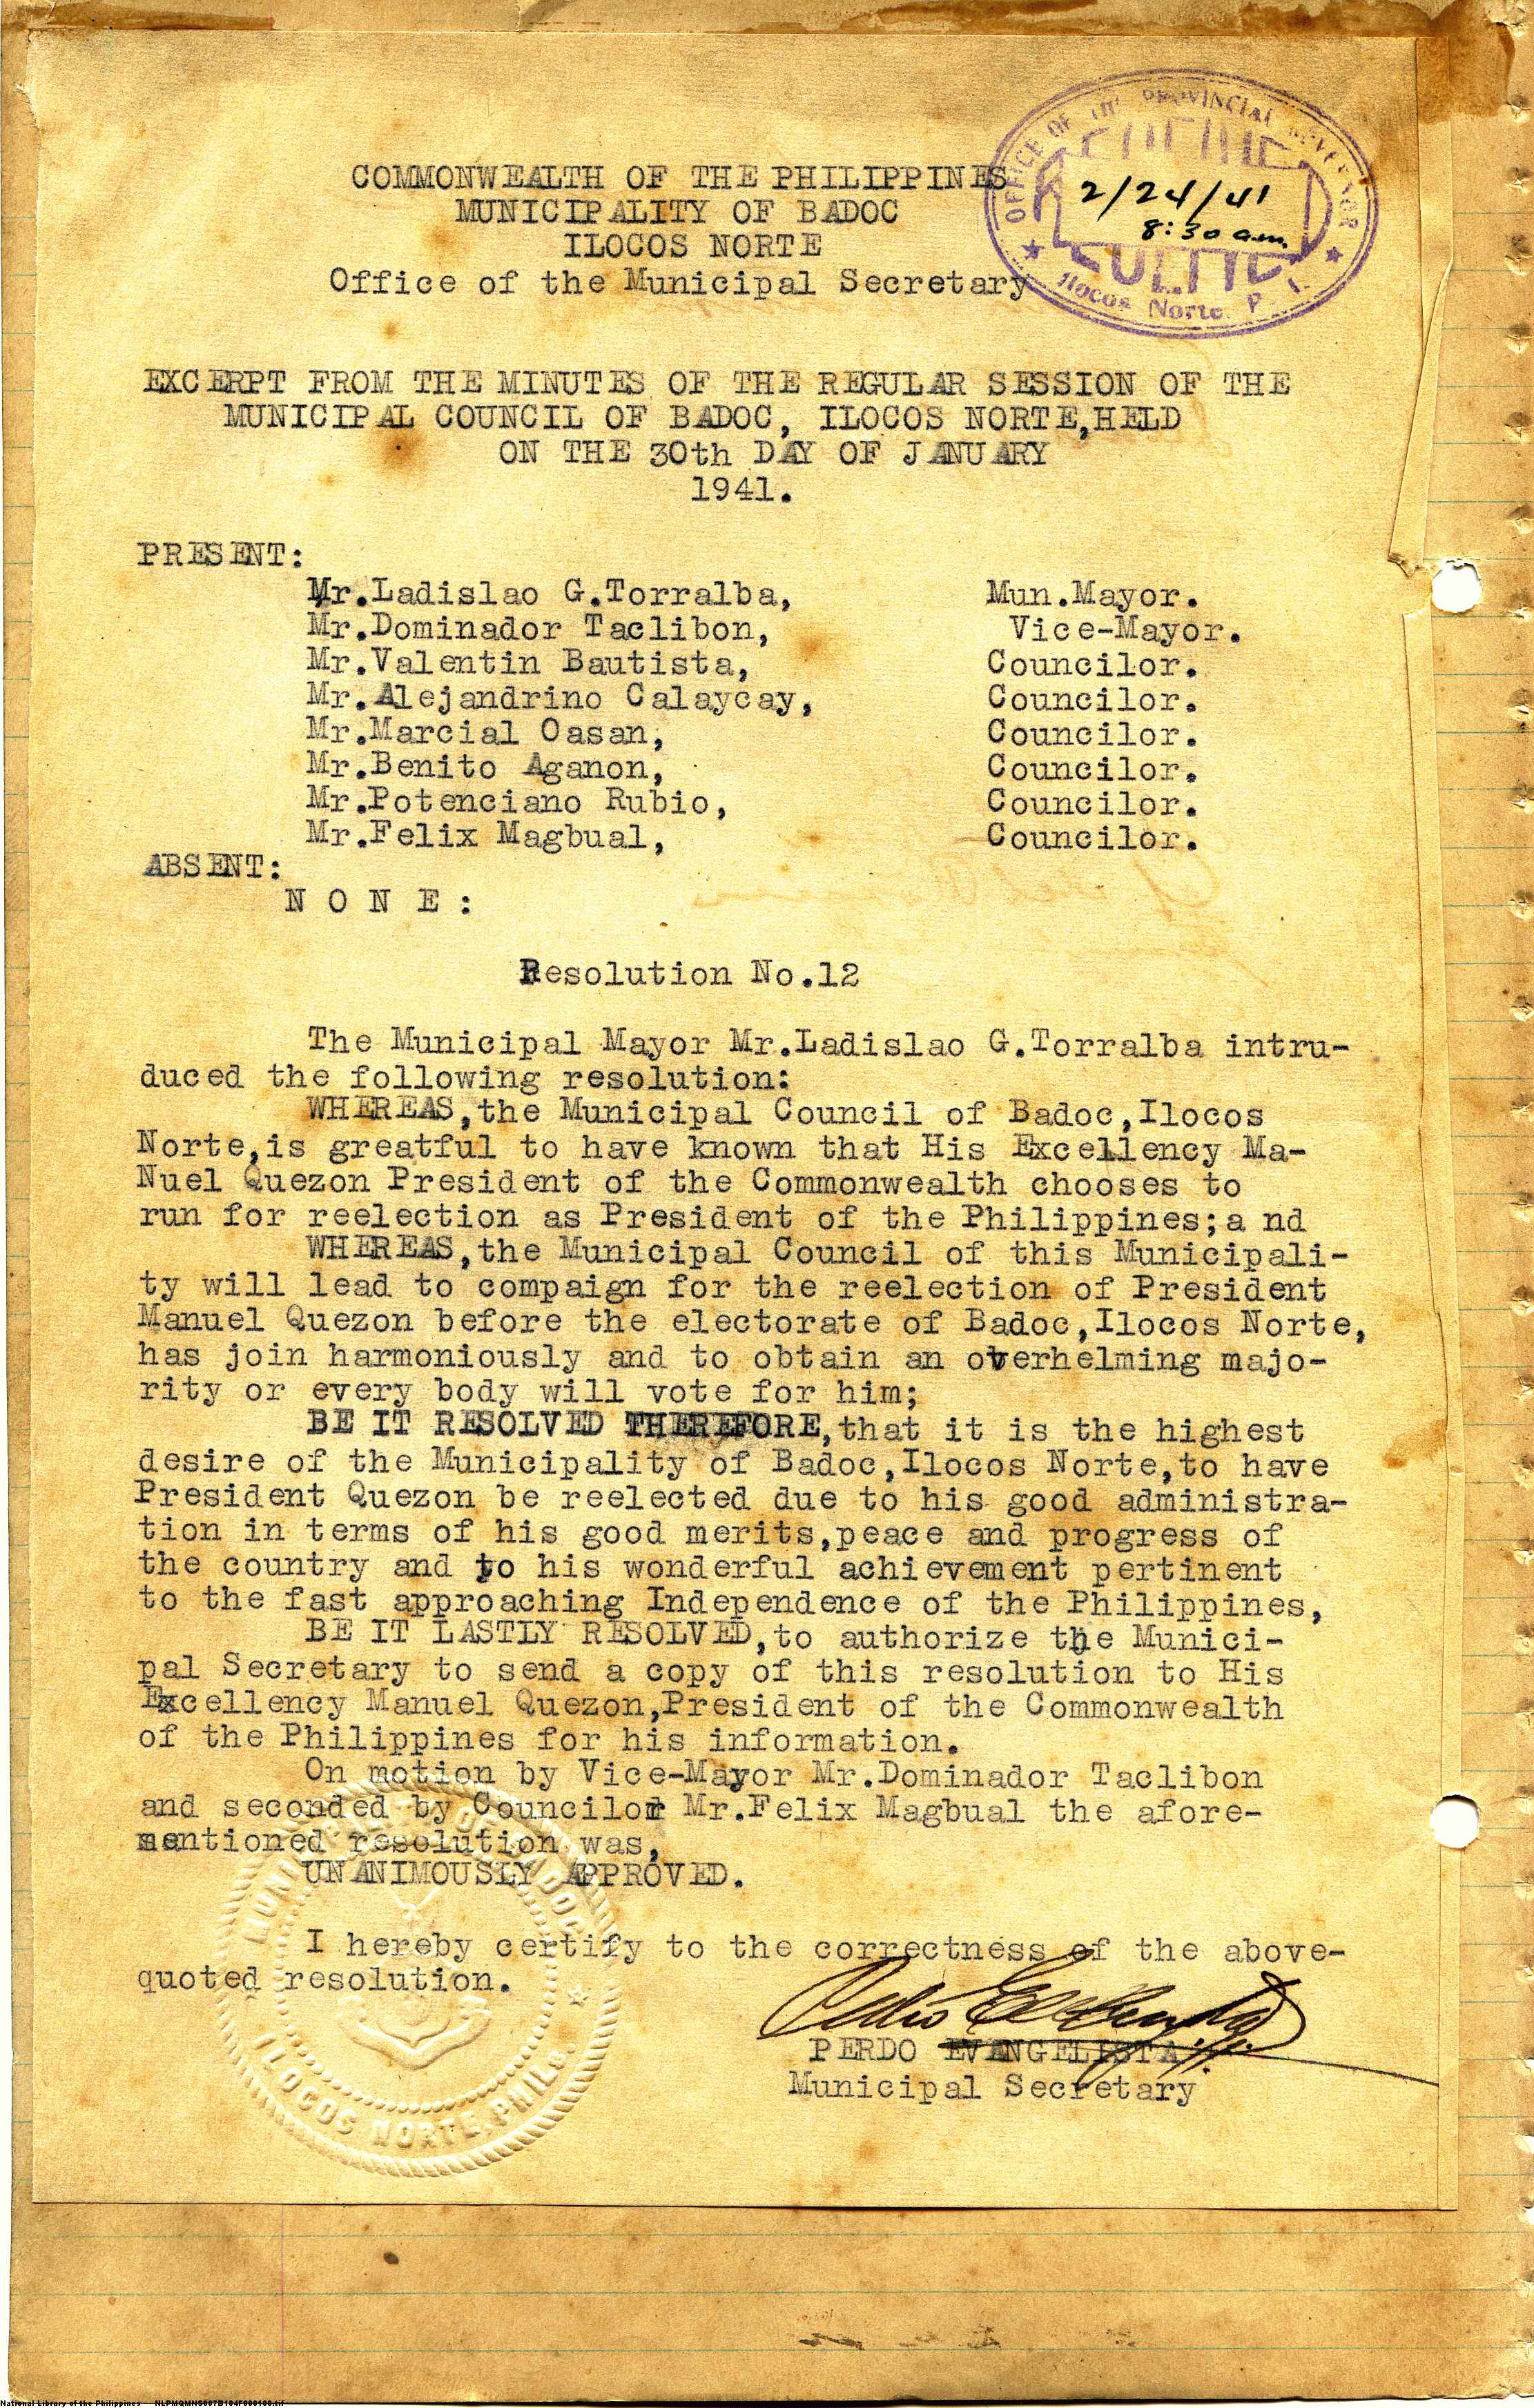 COMMONWEALTH OF THE PHILIPPINES
MUNICIPALITY OF BADOC
ILOCOS NORTE
Office of the Municipal Secretary
OFFICE OF THE PROVINCIAL
2/24/41
8:30 a.m.
Ilocos Norte, P. I.
EXCERPT FROM THE MINUTES OF THE REGULAR SESSION OF THE
MUNICIPAL COUNCIL OF BADOC, ILOCOS NORTE,HELD
ON THE 30th DAY OF JANUARY
1941.
PRESENT:
Mr.Ladislao G.Torralba, Mun.Mayor.
Mr.Dominador Taclibon, Vice-Mayor.
Mr.Valentin Bautista, Councilor.
Mr.Alejandrino Calaycay, Councilor.
Mr.Marcial Oasan, Councilor.
Mr.Benito Aganon, Councilor.
Mr.Potenciano Rubio, Councilor.
Mr.Felix Magbual, Councilor.
ABSENT:
N O N E :
Resolution No.12
The Municipal Mayor Mr.Ladislao G.Torralba intru-
duced the following resolution:
WHEREAS,the Municipal Council of Badoc,Ilocos
Norte,is greatful to have known that His Excellency Ma-
Nuel Quezon President of the Commonwealth chooses to
run for reelection as President of the Philippines;a nd
WHEREAS,the Municipal Council of this Municipali-
ty will lead to compaign for the reelection of President
Manuel Quezon before the electorate of Badoc,Ilocos Norte,
has join harmoniously and to obtain an overhelming majo-
rity or every body will vote for him;
BE IT RESOLVED THEREFORE,that it is the highest
desire of the Municipality of Badoc,Ilocos Norte,to have
President Quezon be reelected due to his good administra-
tion in terms of his good merits,peace and progress of
the country and to his wonderful achievement pertinent
to the fast approaching Independence of the Philippines,
BE IT LASTLY RESOLVED,to authorize the Munici-
pal Secretary to send a copy of this resolution to His
Excellency Manuel Quezon,President of the Commonwealth
of the Philippines for his information.
On motion by Vice-Mayor Mr.Dominador Taclibon
and seconded by Councilor Mr.Felix Magbual the afore-
mentioned resolution was,
UNANIMOUSLY APPROVED.
I hereby certify to the correctness of the above-
quoted resolution.
PERDO EVANGELISTA
Municipal Secretary
ILOCOS NORTE, PHILS.
National Library of the Philippines